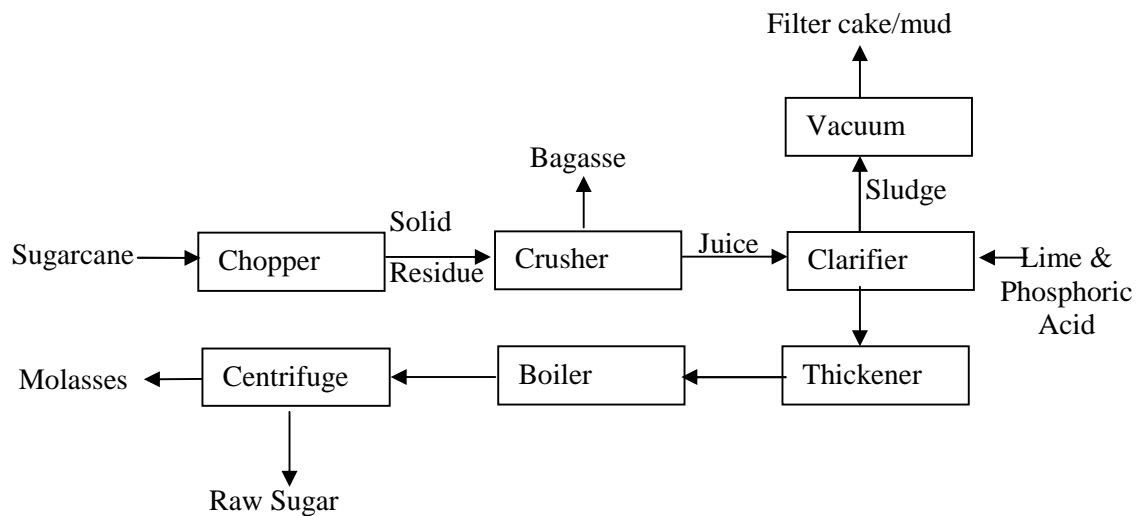 Filter cake/mud
Vacuum
Bagasse
Sludge
Solid
Residue
Juice
Sugarcane
Chopper
Crusher
Clarifier
Lime &
Phosphoric
Acid
Molasses
Centrifuge
Boiler
Thickener
Raw Sugar